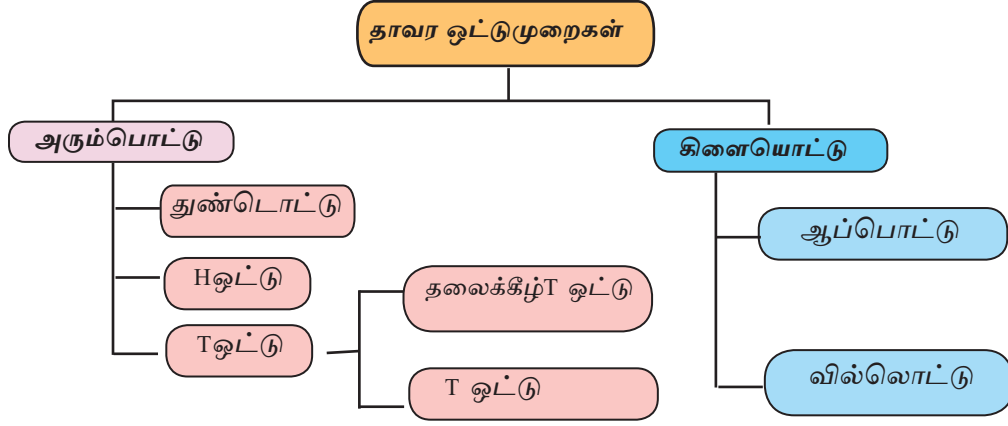 தாவர ஒட்டுமுறைகள்
அரும்பொட்டு
கிளையொட்டு
துண்டொட்டு
ஆப்பொட்டு
Hஒட்டு
தலைக்கீழ்T ஒட்டு
Tஒட்டு
T ஒட்டு
வில்லொட்டு